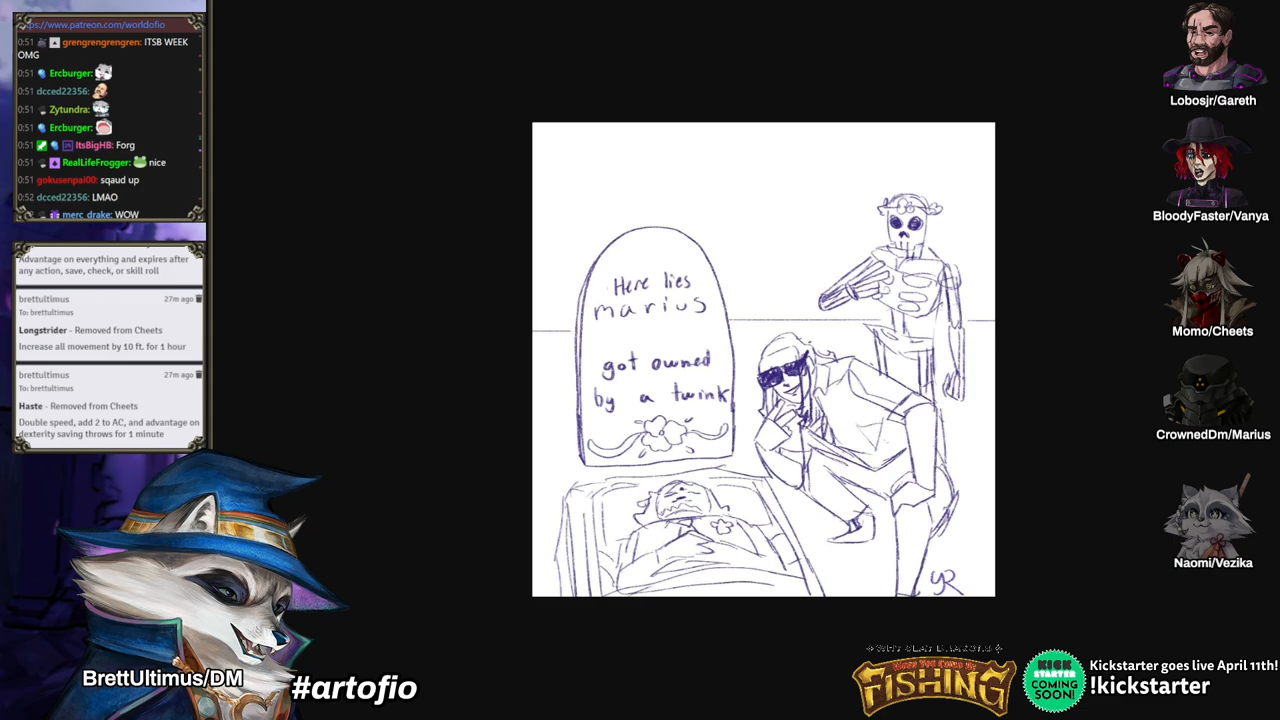 https://www.patreon.com/worldofio
0:51 grengrengrengren: ITSB WEEK
OMG
0:51 Ercburger:
0:51 dcced22356:
0:51 Zytundra:
0:51 Ercburger:
0:51 ItsBigHB: Forg
0:51 RealLifeFrogger: nice
0:51 gokusenpai00: sqaud up
0:52 dcced22356: LMAO
merc_drake: WOW
Advantage on everything and expires after
any action, save, check, or skill roll
brettultimus 27m ago
To: brettultimus
Longstrider - Removed from Cheets
Increase all movement by 10 ft. for 1 hour
brettultimus 27m ago
To: brettultimus
Haste - Removed from Cheets
Double speed, add 2 to AC, and advantage on
dexterity saving throws for 1 minute
BrettUltimus/DM
#artofio
Here lies
marius
got owned
by a twink
YR
Lobosjr/Gareth
BloodyFaster/Vanya
Momo/Cheets
CrownedDm/Marius
Naomi/Vezika
FISHING
KICK
STARTER
COMING
SOON!
Kickstarter goes live April 11th!
!kickstarter